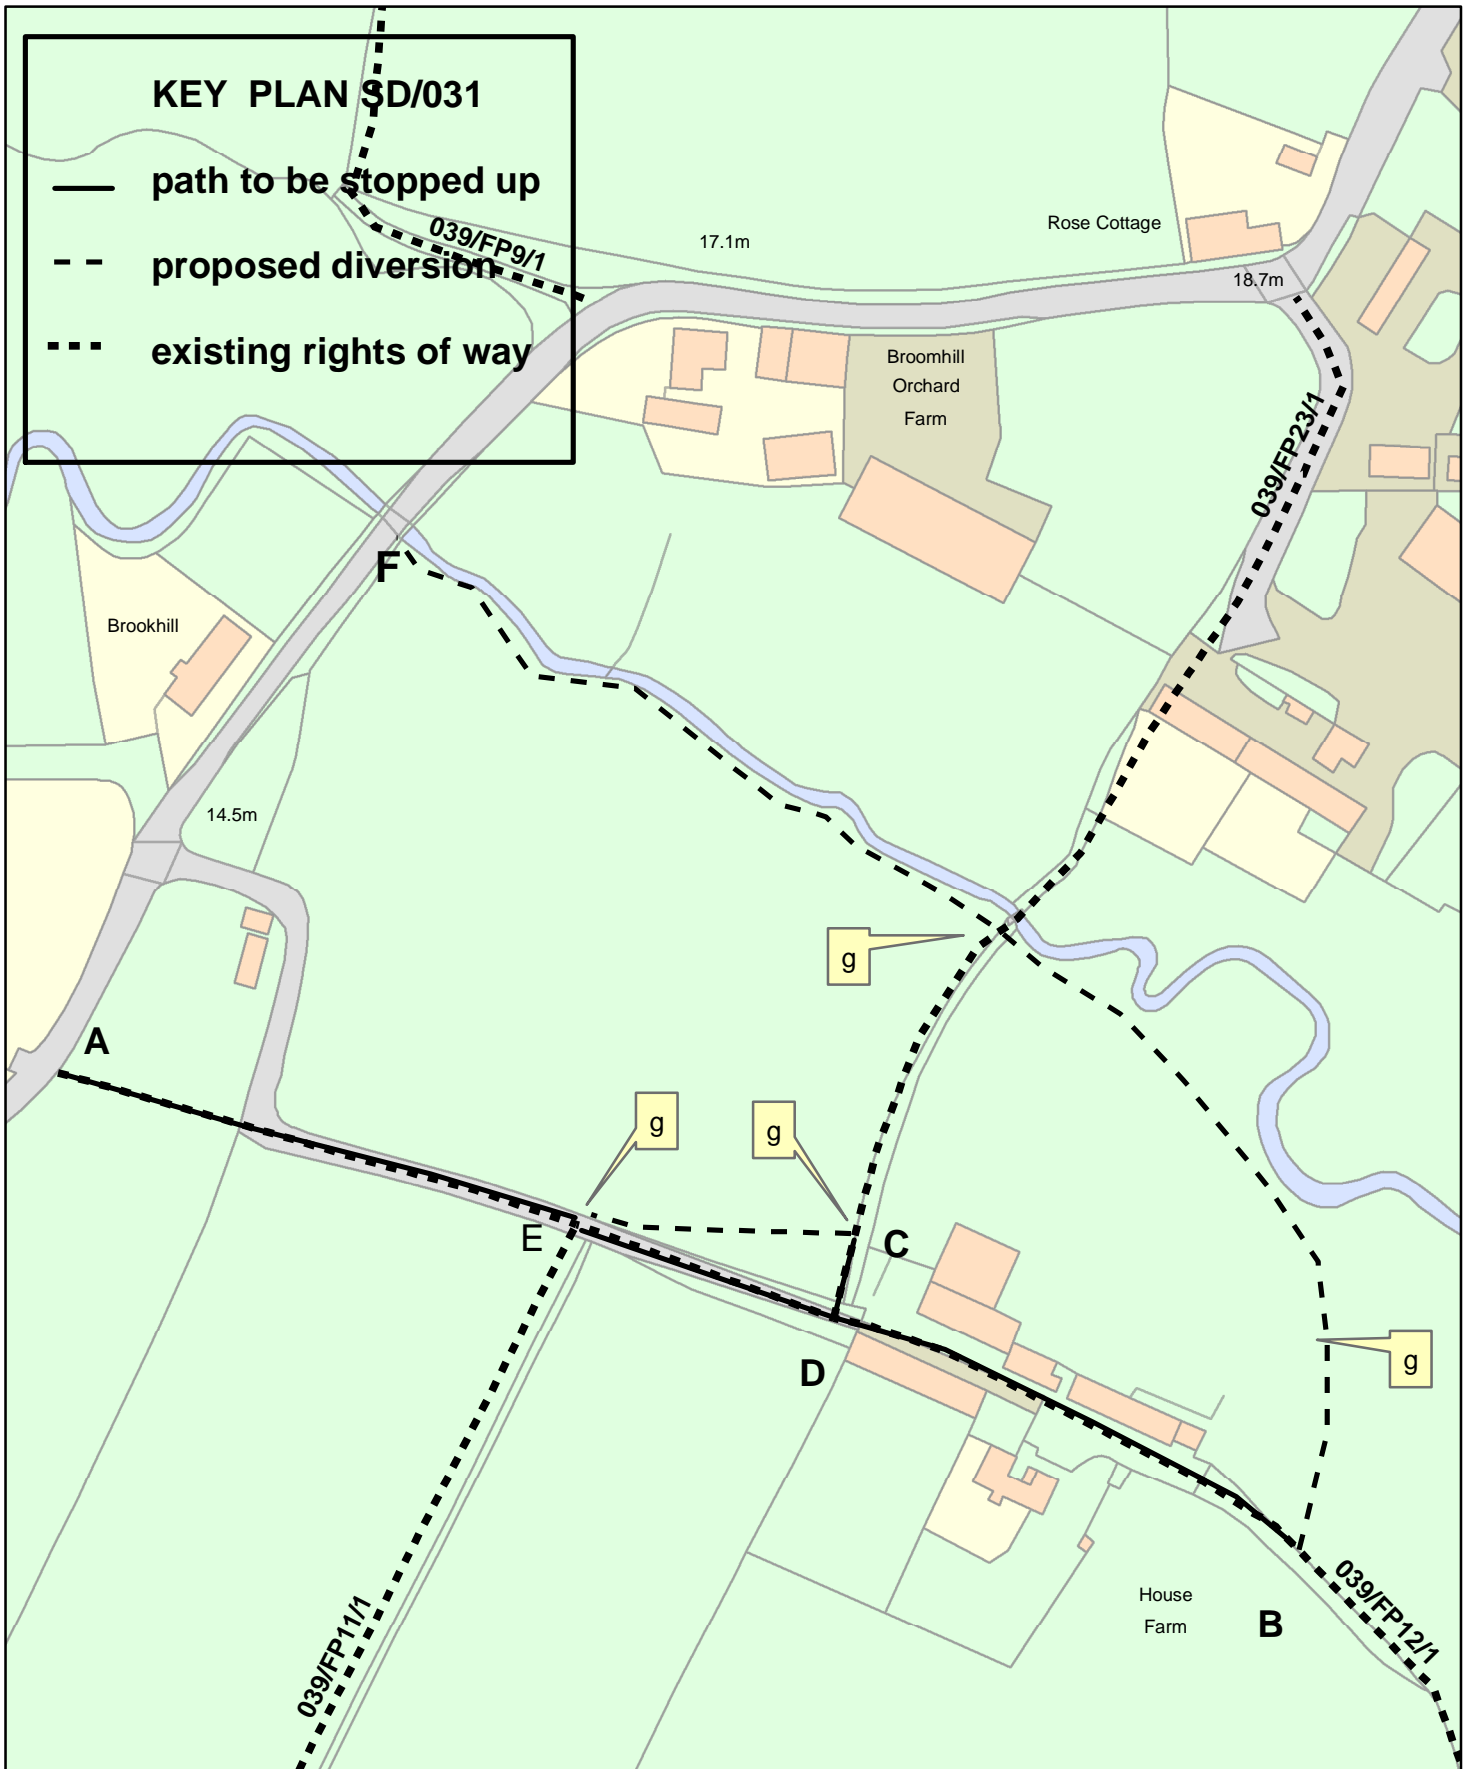 KEY PLAN SD/031
path to be stopped up
039/FP9/1
proposed diversion
existing rights of way
17.1m
Rose Cottage
18.7m
Broomhill
Orchard
Farm
039/FP23/1
F
Brookhill
14.5m
g
A
g
g
E
C
D
g
House
Farm
B
039/FP12/1
039/FP11/1